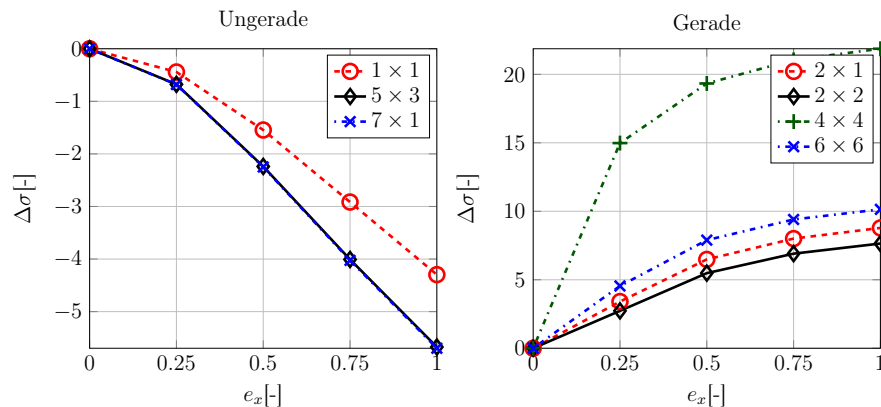 Ungerade
0
−1
−2
−3
−4
−5
Δσ[-]
1 × 1
5 × 3
7 × 1
0
0.25
0.5
0.75
1
e_x[-]
Gerade
20
15
10
5
0
Δσ[-]
2 × 1
2 × 2
4 × 4
6 × 6
0
0.25
0.5
0.75
1
e_x[-]